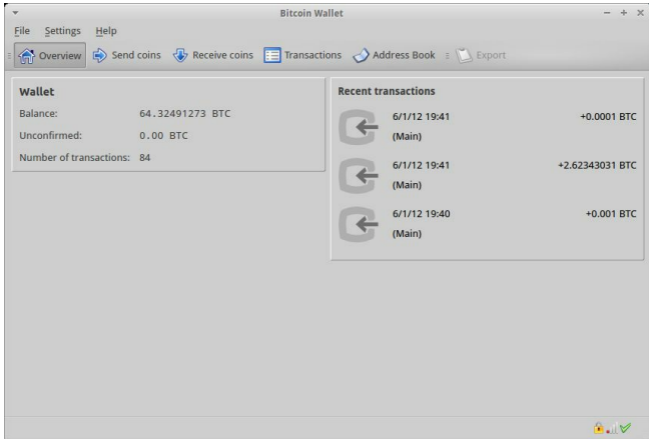 Bitcoin Wallet
File Settings Help
Overview Send coins Receive coins Transactions Address Book Export
Wallet
Balance: 64.32491273 BTC
Unconfirmed: 0.00 BTC
Number of transactions: 84
Recent transactions
6/1/12 19:41 +0.0001 BTC
(Main)
6/1/12 19:41 +2.62343031 BTC
(Main)
6/1/12 19:40 +0.001 BTC
(Main)